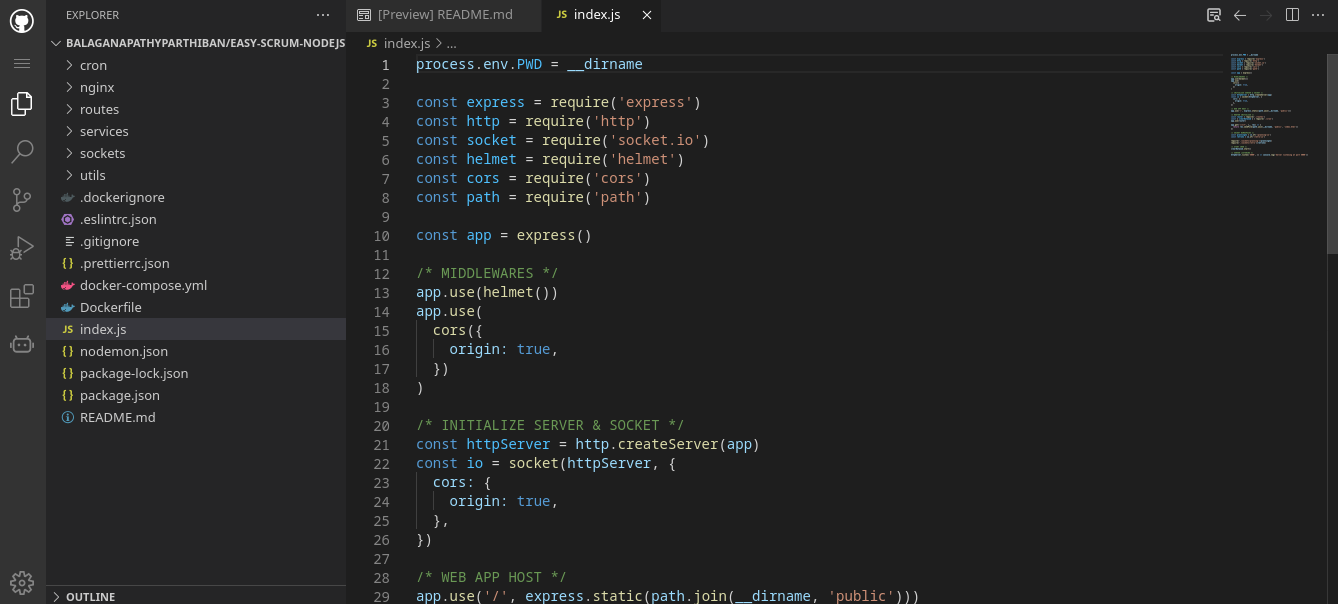 EXPLORER
BALAGANAPATHYPARTHIBAN/EASY-SCRUM-NODEJS
cron
nginx
routes
services
sockets
utils
.dockerignore
.eslintrc.json
.gitignore
{} .prettierrc.json
docker-compose.yml
Dockerfile
JS index.js
{} nodemon.json
{} package-lock.json
{} package.json
README.md
OUTLINE
[Preview] README.md
JS index.js
JS index.js > ...
1 process.env.PWD = __dirname
2
3 const express = require('express')
4 const http = require('http')
5 const socket = require('socket.io')
6 const helmet = require('helmet')
7 const cors = require('cors')
8 const path = require('path')
9
10 const app = express()
11
12 /* MIDDLEWARES */
13 app.use(helmet())
14 app.use(
15   cors({
16     origin: true,
17   })
18 )
19
20 /* INITIALIZE SERVER & SOCKET */
21 const httpServer = http.createServer(app)
22 const io = socket(httpServer, {
23   cors: {
24     origin: true,
25   },
26 })
27
28 /* WEB APP HOST */
29 app.use('/', express.static(path.join(__dirname, 'public')))